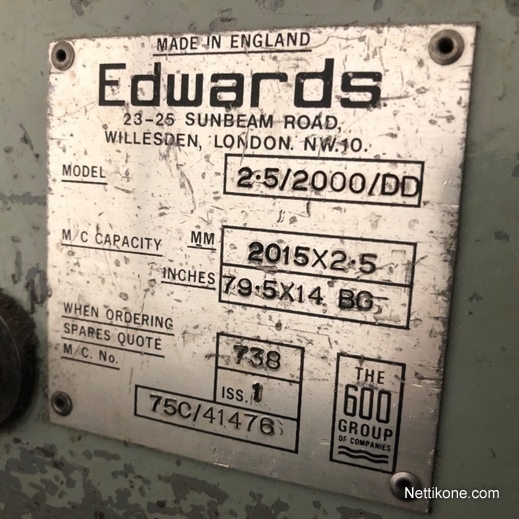 MADE IN ENGLAND
Edwards
23-25 SUNBEAM ROAD,
WILLESDEN, LONDON. N.W.10.
MODEL 2·5/2000/DD
M/C CAPACITY MM 2015X2·5
INCHES 79·5X14 BG
WHEN ORDERING
SPARES QUOTE
M/C. No.
738
ISS. 1
75C/41476
THE
600
GROUP
OF COMPANIES
Nettikone.com